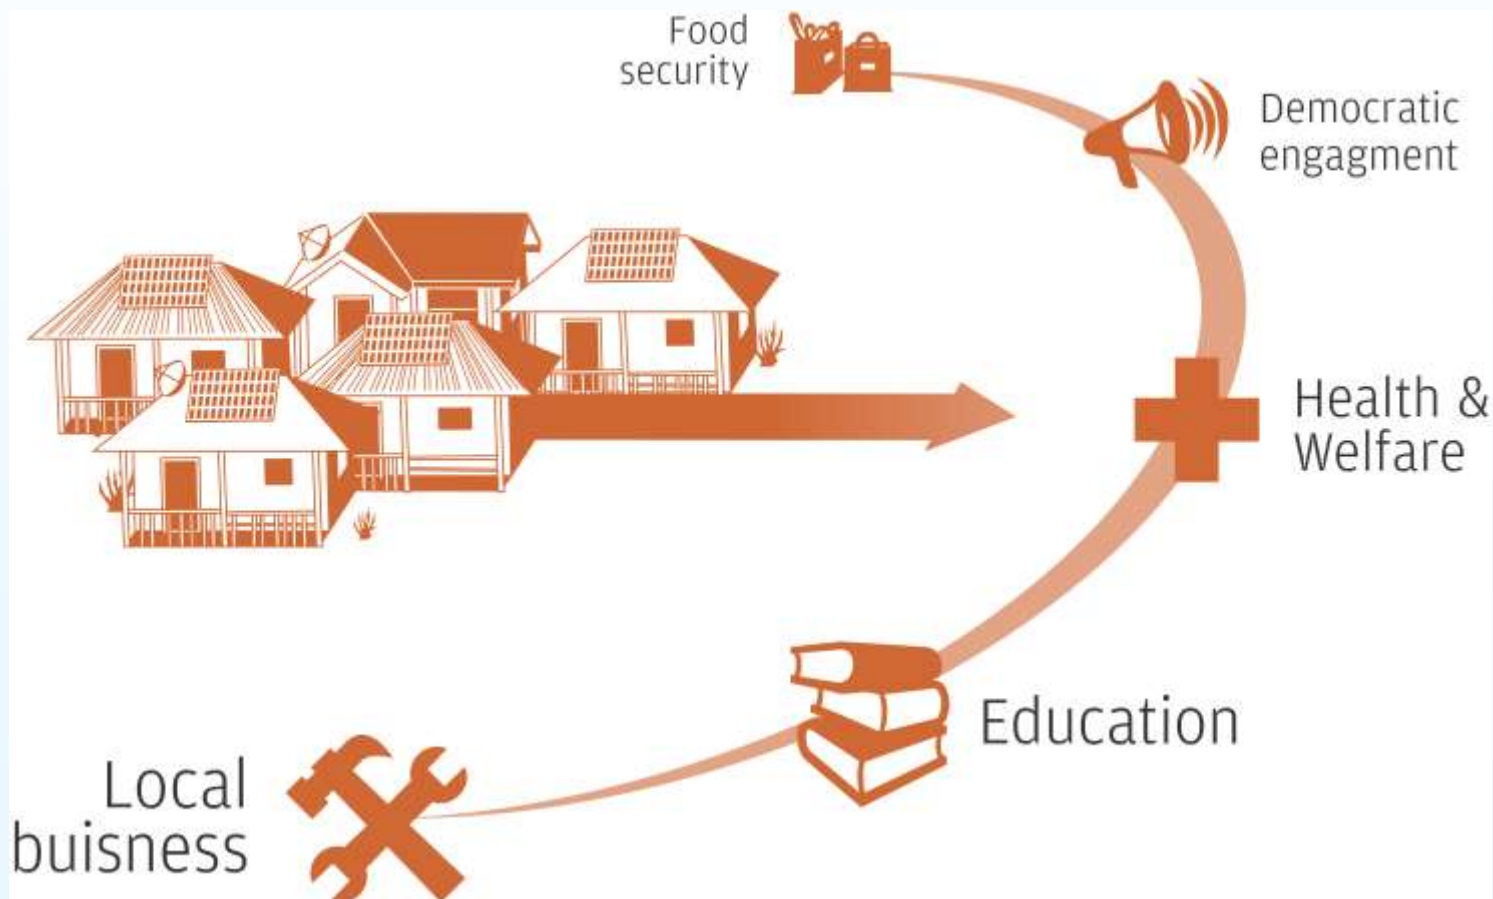 Food
security
Democratic
engagment
Health &
Welfare
Education
Local
buisness